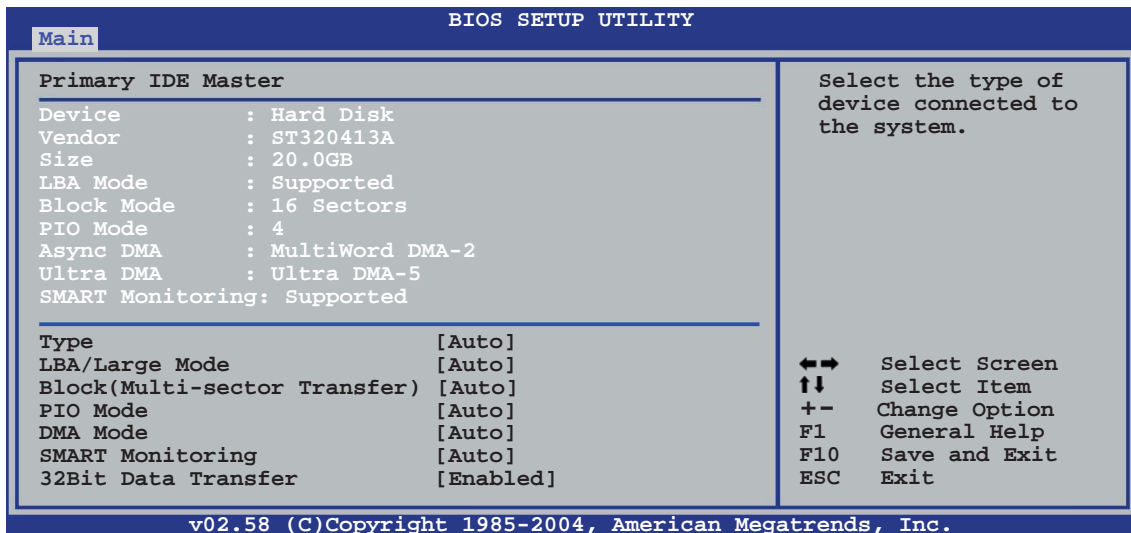 BIOS SETUP UTILITY
Main
Primary IDE Master
Device : Hard Disk
Vendor : ST320413A
Size : 20.0GB
LBA Mode : Supported
Block Mode : 16 Sectors
PIO Mode : 4
Async DMA : MultiWord DMA-2
Ultra DMA : Ultra DMA-5
SMART Monitoring: Supported
Type [Auto]
LBA/Large Mode [Auto]
Block(Multi-sector Transfer) [Auto]
PIO Mode [Auto]
DMA Mode [Auto]
SMART Monitoring [Auto]
32Bit Data Transfer [Enabled]
Select the type of
device connected to
the system.
←→ Select Screen
↑↓ Select Item
+- Change Option
F1 General Help
F10 Save and Exit
ESC Exit
v02.58 (C)Copyright 1985-2004, American Megatrends, Inc.